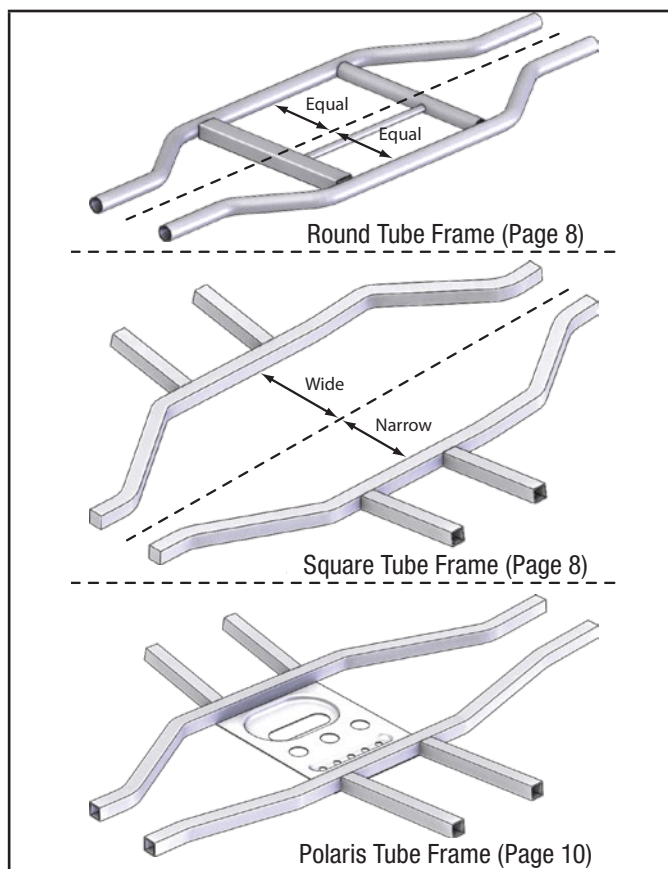 Equal
Equal
Round Tube Frame (Page 8)
Wide
Narrow
Square Tube Frame (Page 8)
Polaris Tube Frame (Page 10)